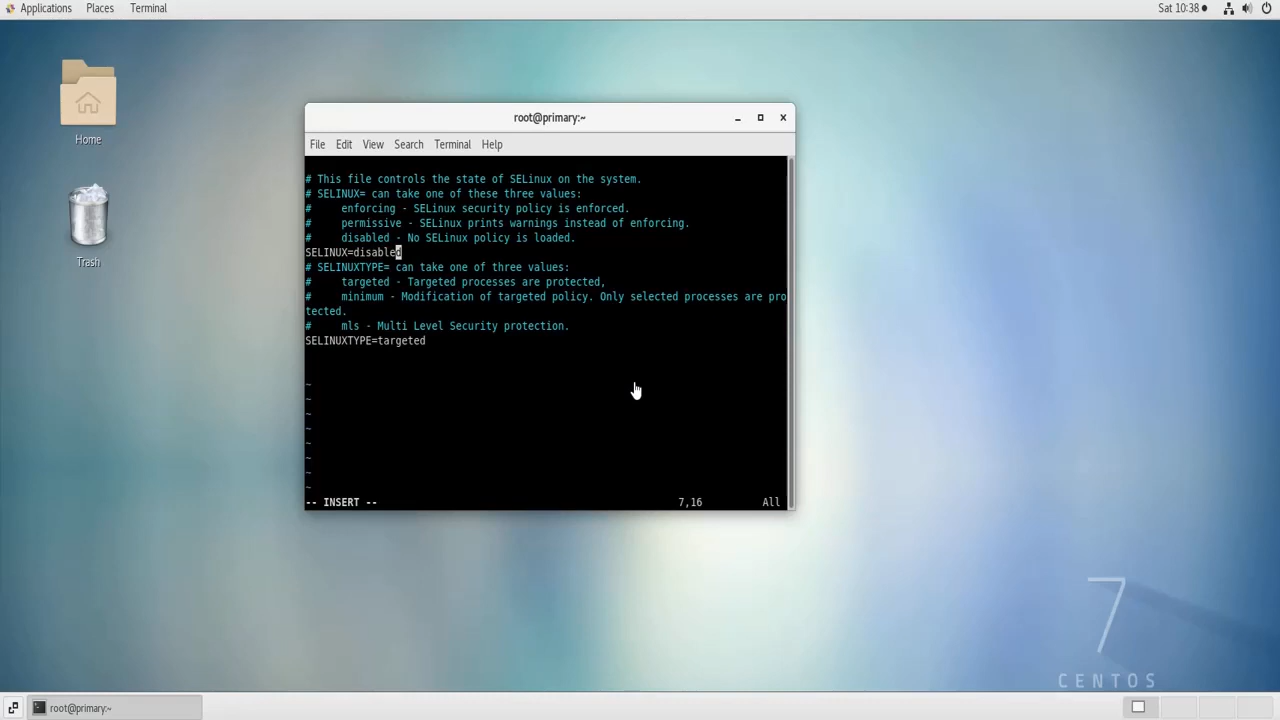 Applications Places Terminal Sat 10:38
Home
Trash
root@primary:~
File Edit View Search Terminal Help
# This file controls the state of SELinux on the system.
# SELINUX= can take one of these three values:
#     enforcing - SELinux security policy is enforced.
#     permissive - SELinux prints warnings instead of enforcing.
#     disabled - No SELinux policy is loaded.
SELINUX=disabled
# SELINUXTYPE= can take one of three values:
#     targeted - Targeted processes are protected,
#     minimum - Modification of targeted policy. Only selected processes are pro
tected.
#     mls - Multi Level Security protection.
SELINUXTYPE=targeted
~
~
~
~
~
~
~
~
-- INSERT -- 7,16 All
7
CENTOS
root@primary:~